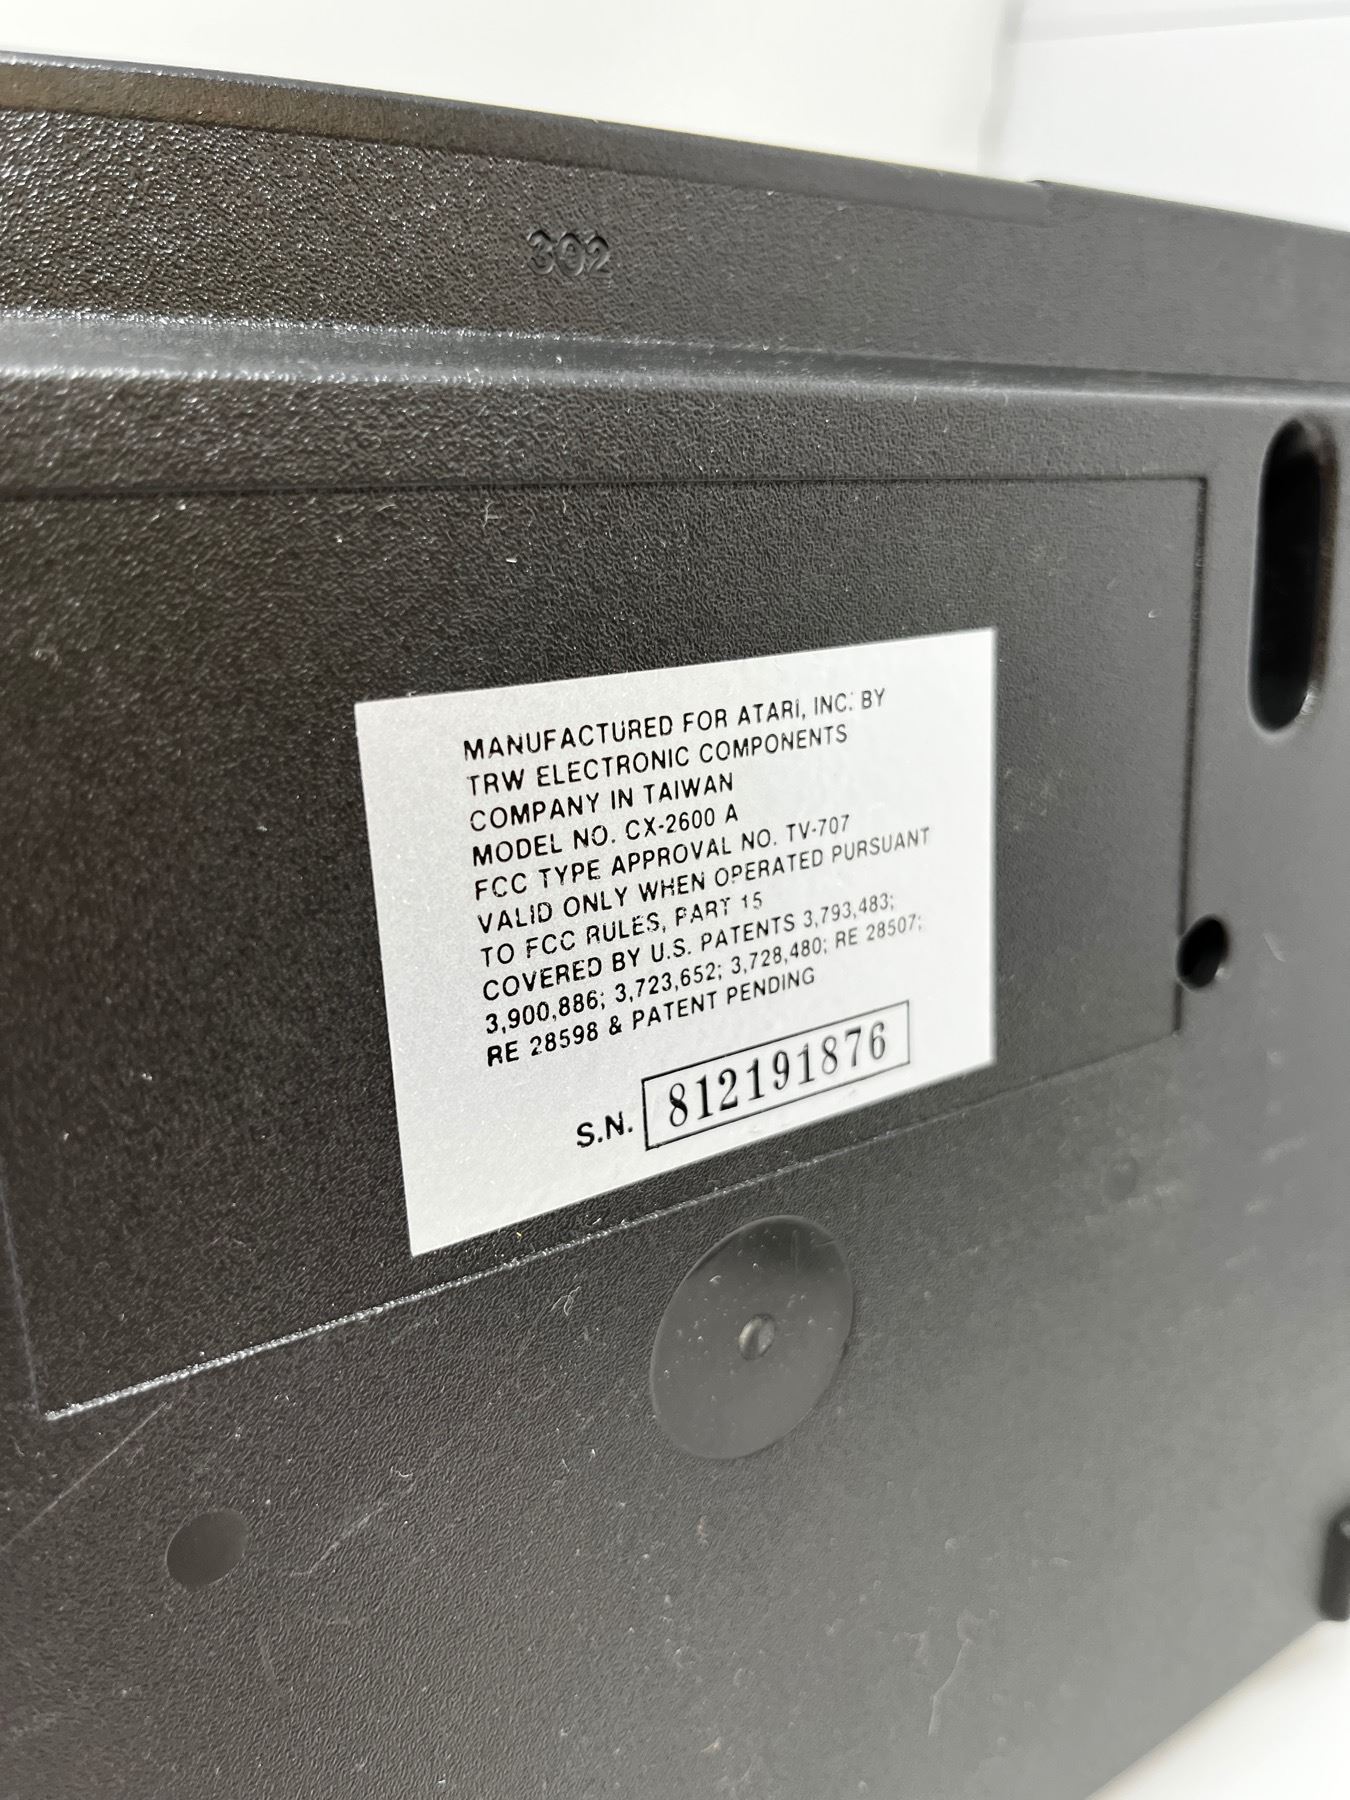 302
MANUFACTURED FOR ATARI, INC. BY
TRW ELECTRONIC COMPONENTS
COMPANY IN TAIWAN
MODEL NO. CX-2600 A
FCC TYPE APPROVAL NO. TV-707
VALID ONLY WHEN OPERATED PURSUANT
TO FCC RULES, PART 15
COVERED BY U.S. PATENTS 3,793,483;
3,900,886; 3,723,652; 3,728,480; RE 28507;
RE 28598 & PATENT PENDING
S.N. 812191876